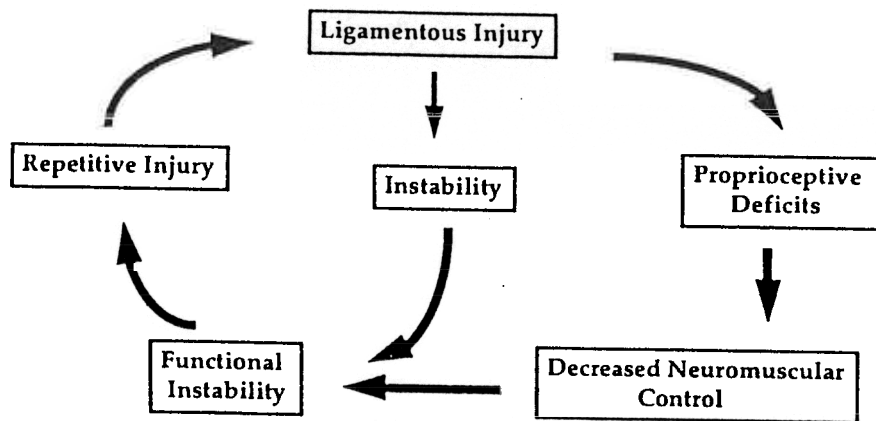 Ligamentous Injury
Repetitive Injury
Instability
Proprioceptive
Deficits
Functional
Instability
Decreased Neuromuscular
Control